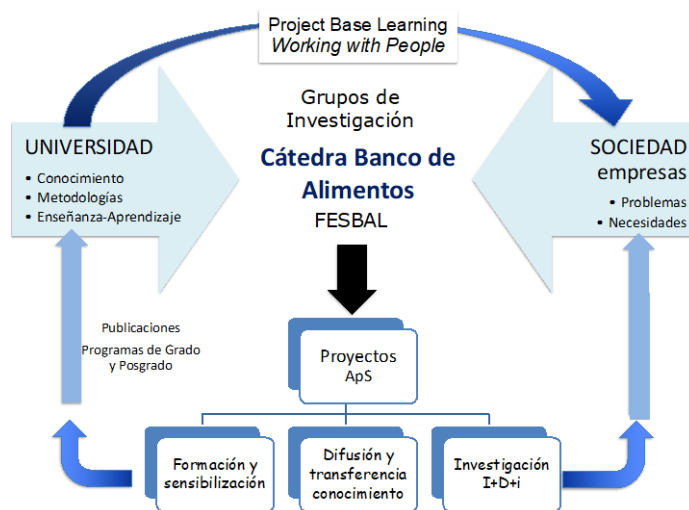 Project Base Learning
Working with People
Grupos de
Investigación
Cátedra Banco de
Alimentos
FESBAL
UNIVERSIDAD
• Conocimiento
• Metodologías
• Enseñanza-Aprendizaje
SOCIEDAD
empresas
• Problemas
• Necesidades
Publicaciones
Programas de Grado
y Posgrado
Proyectos
ApS
Formación y
sensibilización
Difusión y
transferencia
conocimiento
Investigación
I+D+i